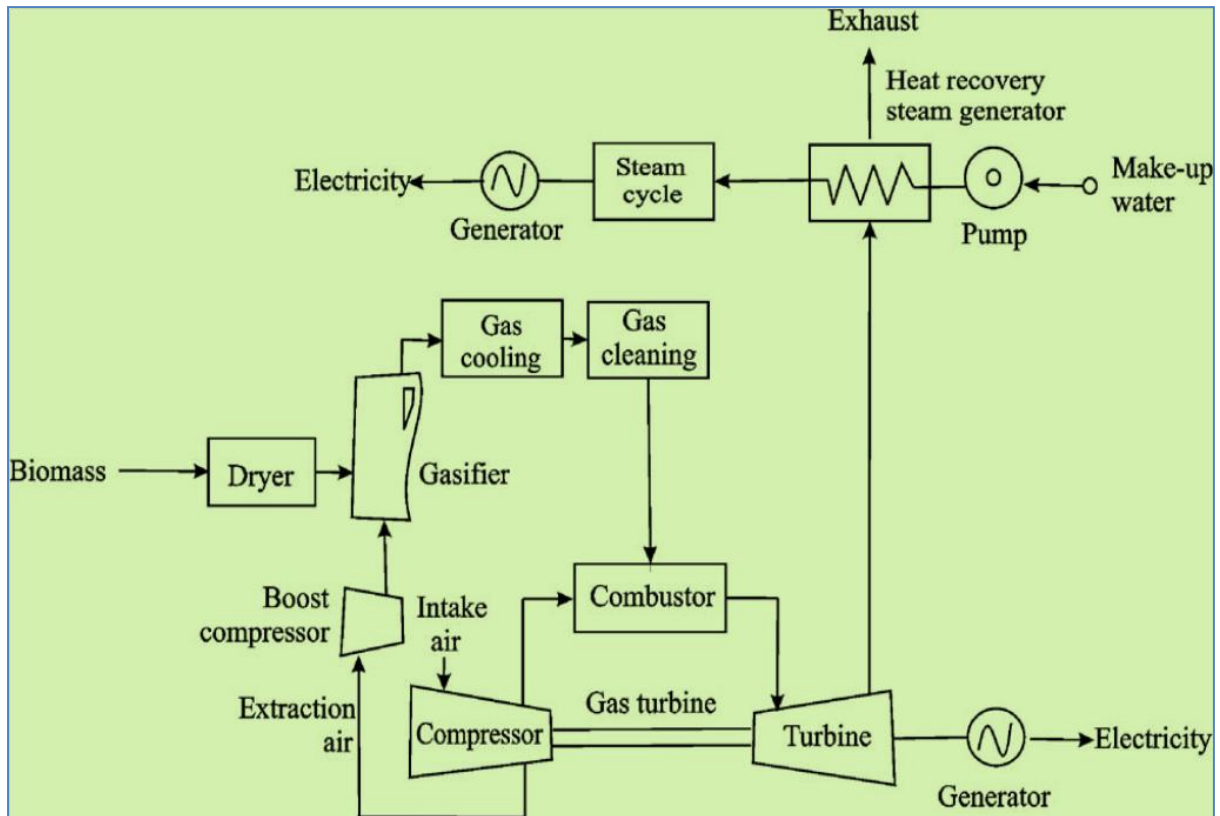 Exhaust
Heat recovery
steam generator
Electricity
Generator
Steam
cycle
Pump
Make-up
water
Gas
cooling
Gas
cleaning
Biomass
Dryer
Gasifier
Boost
compressor
Intake
air
Combustor
Extraction
air
Compressor
Gas turbine
Turbine
Generator
Electricity